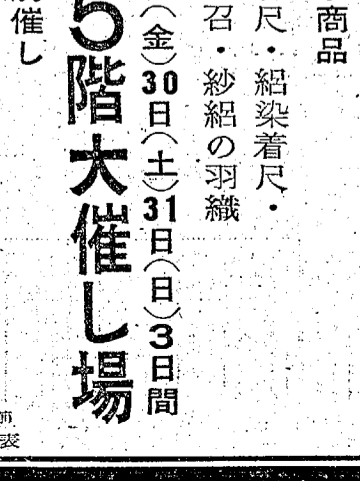 商品
尺・絽染着尺・
召・紗絽の羽織
(金)30日(土)31日(日)3日間
5階大催し場
催し